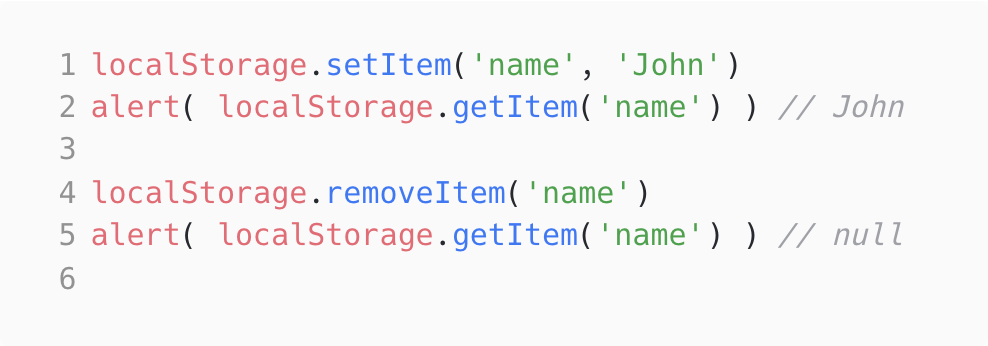 1 localStorage.setItem('name', 'John')
2 alert( localStorage.getItem('name') ) // John
3
4 localStorage.removeItem('name')
5 alert( localStorage.getItem('name') ) // null
6